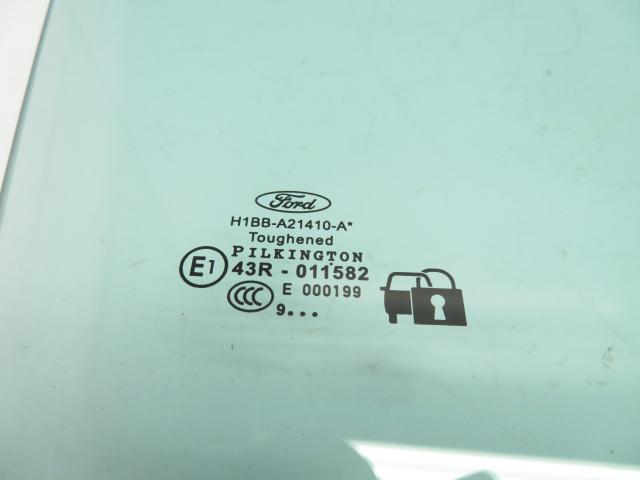 Ford
H1BB-A21410-A*
Toughened
PILKINGTON
E1 43R - 011582
CCC E 000199
9...